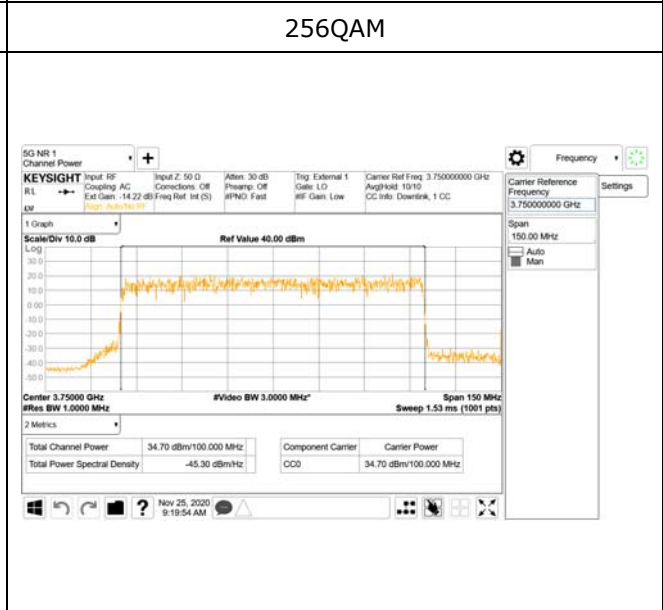 256QAM
5G NR 1
Channel Power
Frequency
KEYSIGHT
RL
Input: RF
Coupling: AC
Ext Gain: -14.22 dB
Align: Auto/No RF
Input Z: 50 Ω
Corrections: Off
Freq Ref: Int (S)
Atten: 30 dB
Preamp: Off
#PNO: Fast
Trig: External 1
Gate: LO
#IF Gain: Low
Carrier Ref Freq: 3.750000000 GHz
Avg|Hold: 10/10
CC Info: Downlink, 1 CC
Carrier Reference
Frequency
3.750000000 GHz
Settings
Span
150.00 MHz
Auto
Man
1 Graph
Scale/Div 10.0 dB
Ref Value 40.00 dBm
Log
30.0
20.0
10.0
0.00
-10.0
-20.0
-30.0
-40.0
-50.0
Center 3.75000 GHz
#Video BW 3.0000 MHz*
Span 150 MHz
#Res BW 1.0000 MHz
Sweep 1.53 ms (1001 pts)
2 Metrics
Total Channel Power 34.70 dBm/100.000 MHz
Total Power Spectral Density -45.30 dBm/Hz
Component Carrier Carrier Power
CC0 34.70 dBm/100.000 MHz
Nov 25, 2020
9:19:54 AM